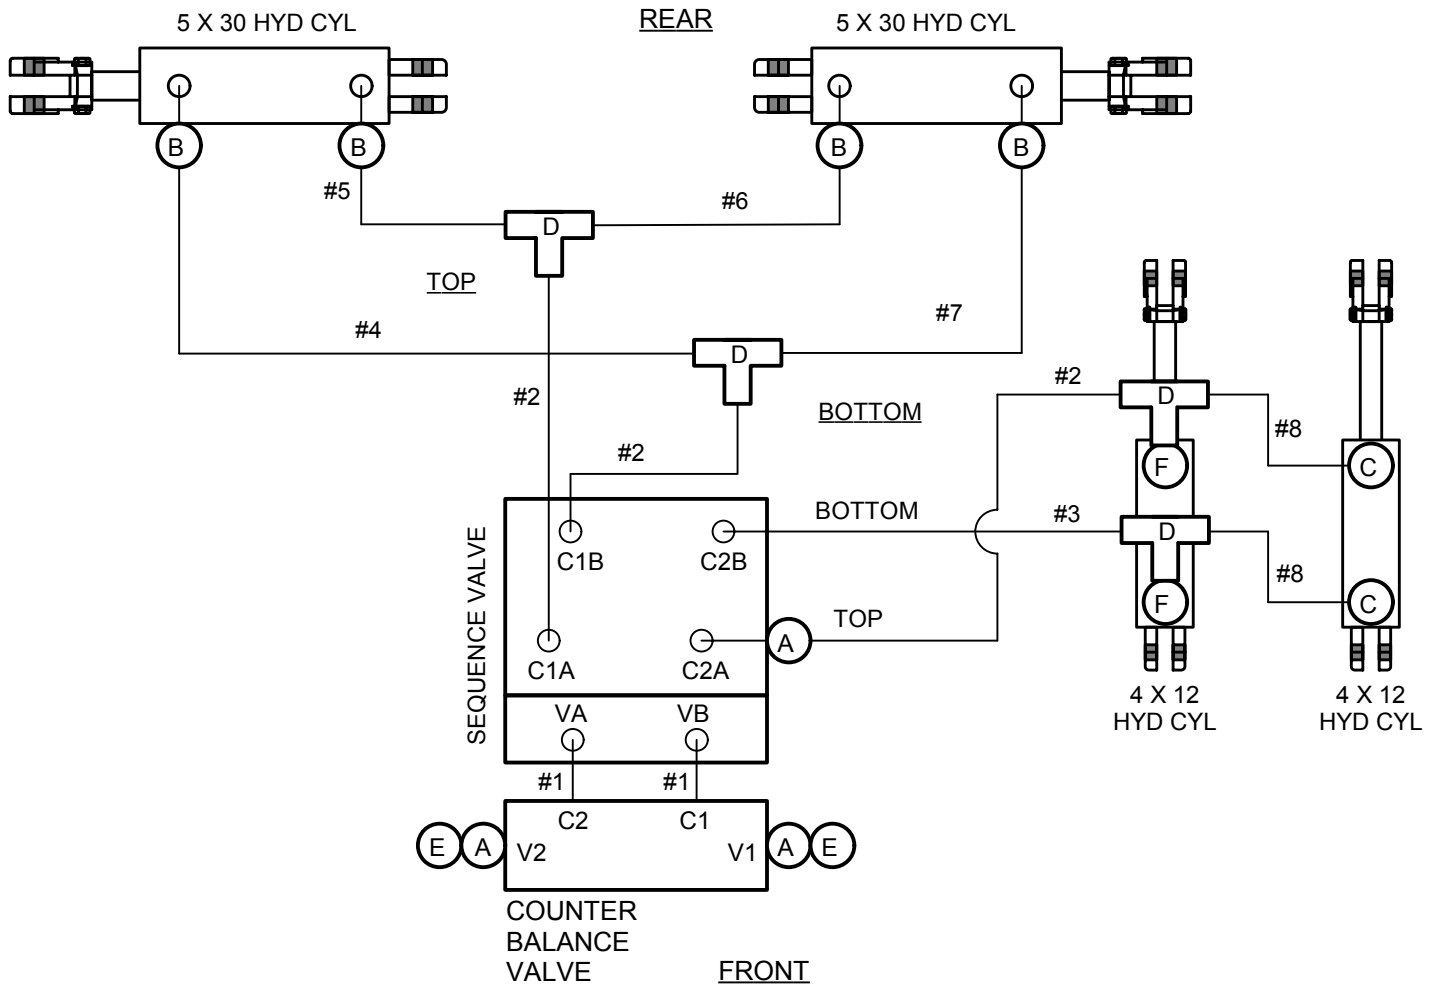 REAR
5 X 30 HYD CYL
5 X 30 HYD CYL
B
B
B
B
#5
#6
D
TOP
#4
#7
D
#2
BOTTOM
#2
#2
D
#8
F
C
BOTTOM
#3
D
#8
F
C
TOP
A
SEQUENCE VALVE
C1B
C2B
C1A
C2A
VA
VB
#1
#1
4 X 12
HYD CYL
4 X 12
HYD CYL
C2
C1
E
A
V2
V1
A
E
COUNTER
BALANCE
VALVE
FRONT